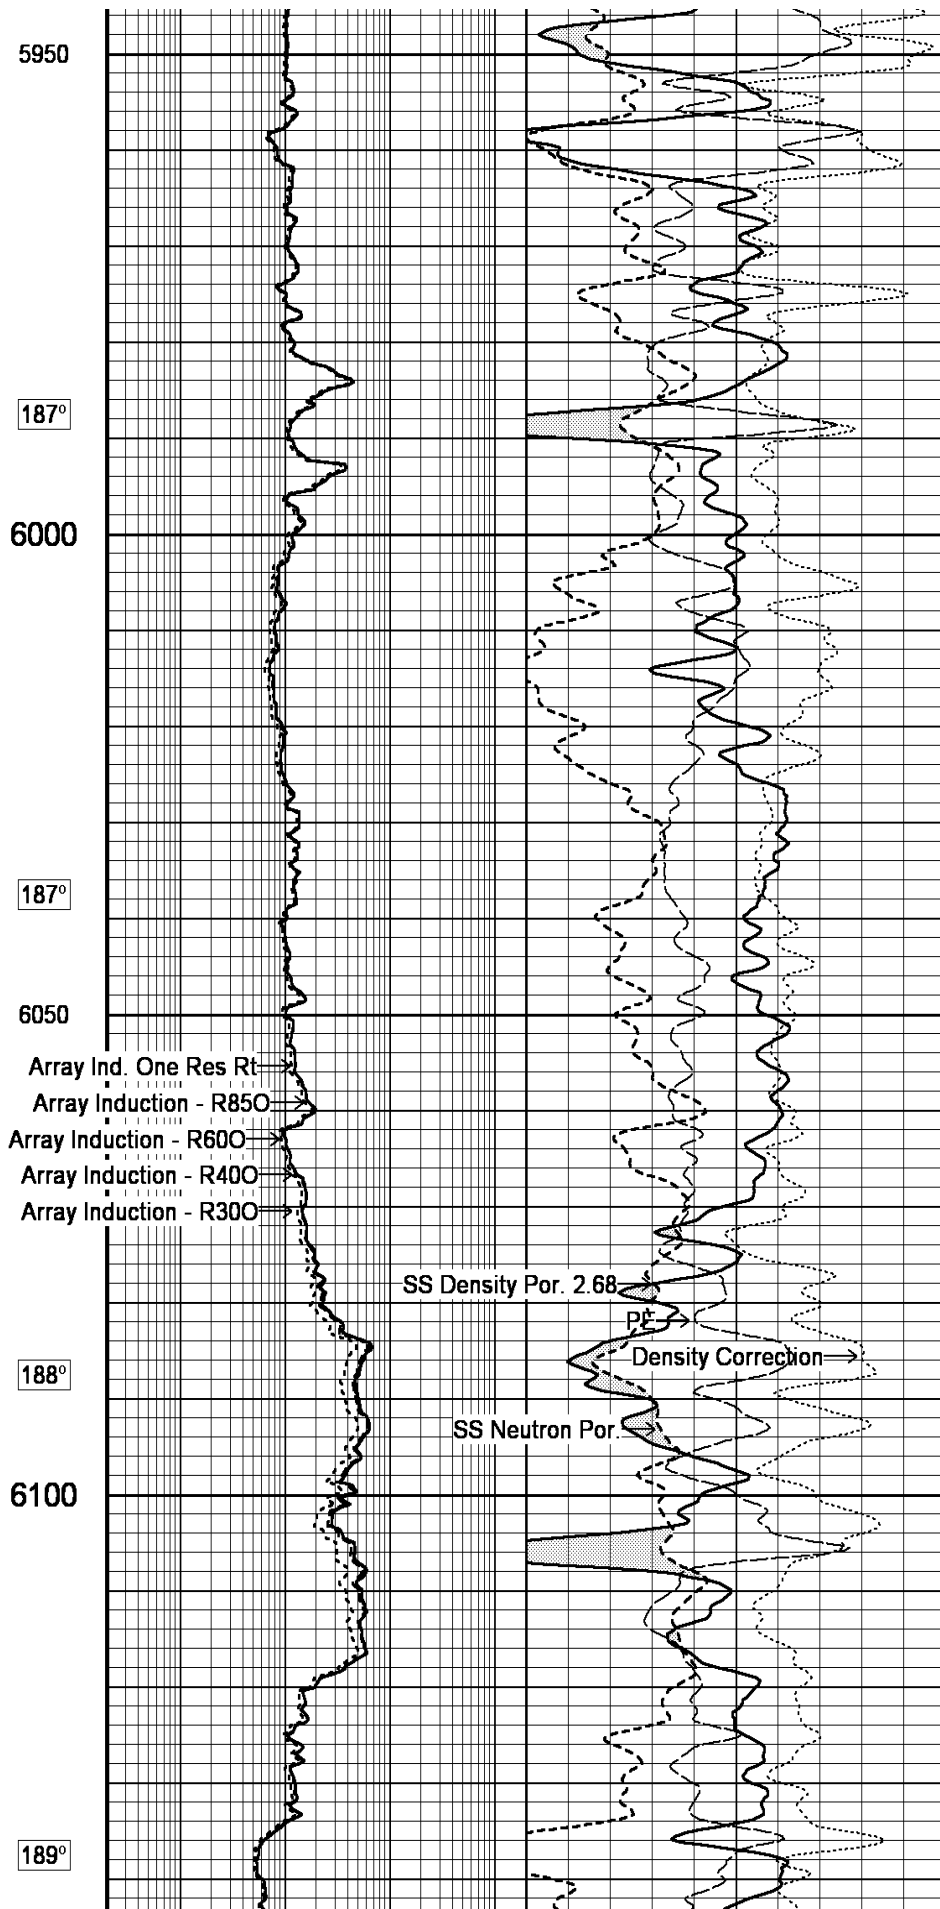 5950
187°
6000
187°
6050
Array Ind. One Res Rt
Array Induction - R85O
Array Induction - R60O
Array Induction - R40O
Array Induction - R30O
SS Density Por. 2.68
PE
Density Correction
188°
SS Neutron Por.
6100
189°